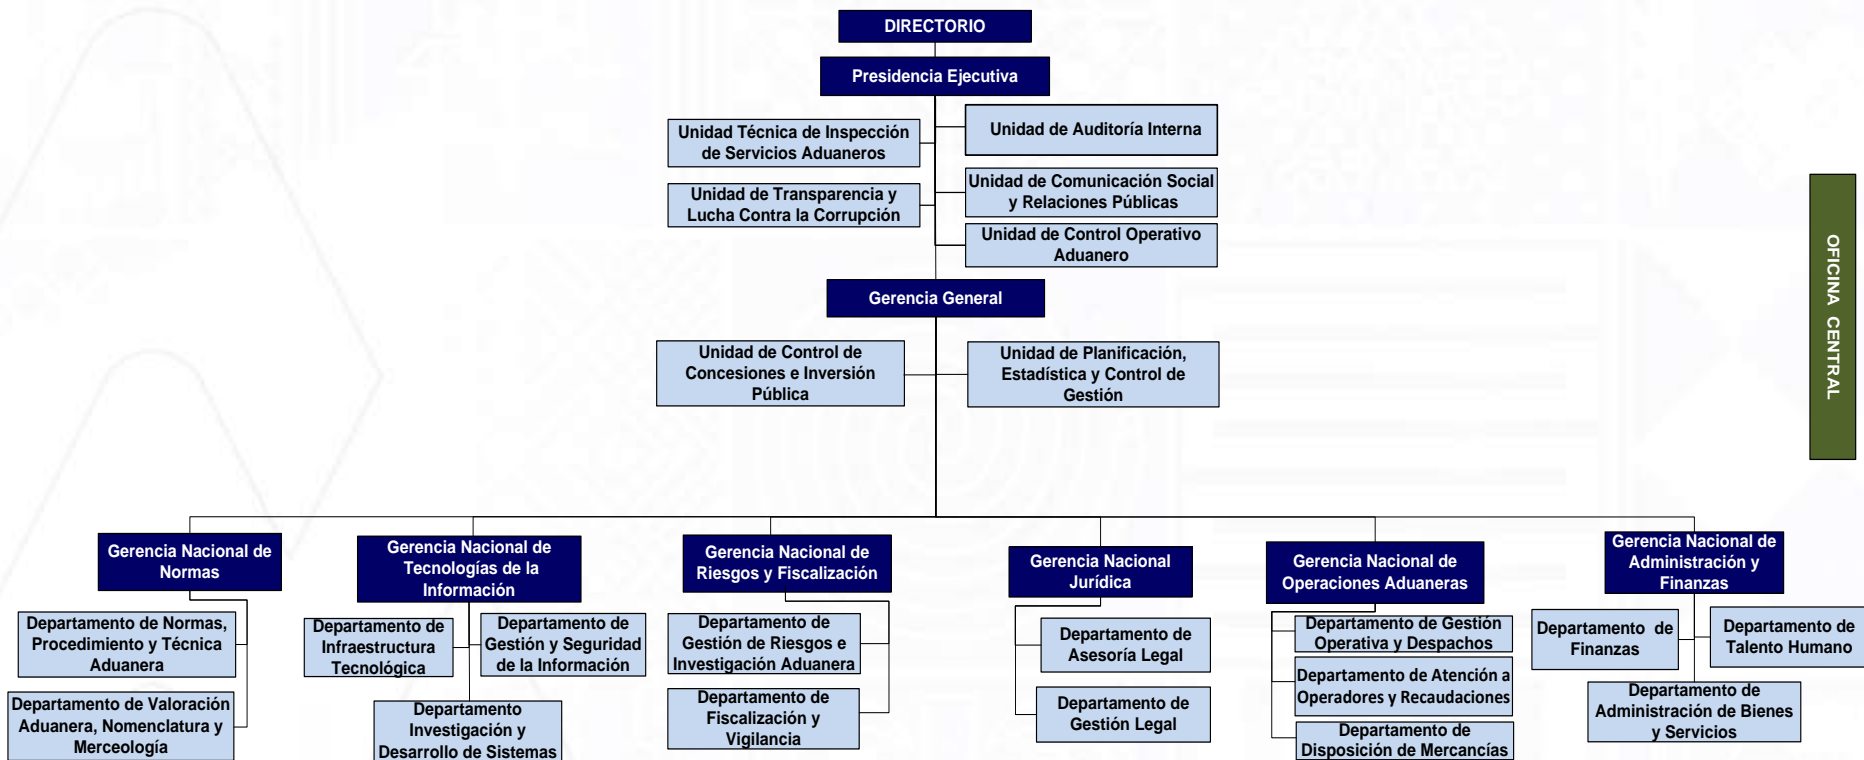 DIRECTORIO
Presidencia Ejecutiva
Unidad Técnica de Inspección
de Servicios Aduaneros
Unidad de Auditoría Interna
Unidad de Transparencia y
Lucha Contra la Corrupción
Unidad de Comunicación Social
y Relaciones Públicas
Unidad de Control Operativo
Aduanero
OFICINA CENTRAL
Gerencia General
Unidad de Control de
Concesiones e Inversión
Pública
Unidad de Planificación,
Estadística y Control de
Gestión
Gerencia Nacional de
Normas
Departamento de Normas,
Procedimiento y Técnica
Aduanera
Departamento de Valoración
Aduanera, Nomenclatura y
Merceología
Gerencia Nacional de
Tecnologías de la
Información
Departamento de
Infraestructura
Tecnológica
Departamento de
Gestión y Seguridad
de la Información
Departamento
Investigación y
Desarrollo de Sistemas
Gerencia Nacional de
Riesgos y Fiscalización
Departamento de
Gestión de Riesgos e
Investigación Aduanera
Departamento de
Fiscalización y
Vigilancia
Gerencia Nacional
Jurídica
Departamento de
Asesoría Legal
Departamento de
Gestión Legal
Gerencia Nacional de
Operaciones Aduaneras
Departamento de Gestión
Operativa y Despachos
Departamento de Atención a
Operadores y Recaudaciones
Departamento de
Disposición de Mercancías
Gerencia Nacional de
Administración y
Finanzas
Departamento de
Finanzas
Departamento de
Talento Humano
Departamento de
Administración de Bienes
y Servicios